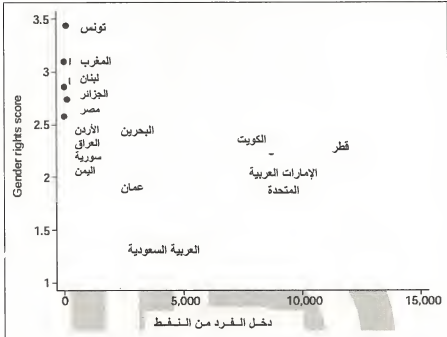 Gender rights score
3.5
3
2.5
2
1.5
1
تونس
المغرب
لبنان
الجزائر
مصر
الأردن
العراق
سورية
اليمن
البحرين
عمان
العربية السعودية
الكويت
الإمارات العربية
المتحدة
قطر
0
5,000
10,000
15,000
دخل الفرد من النفط